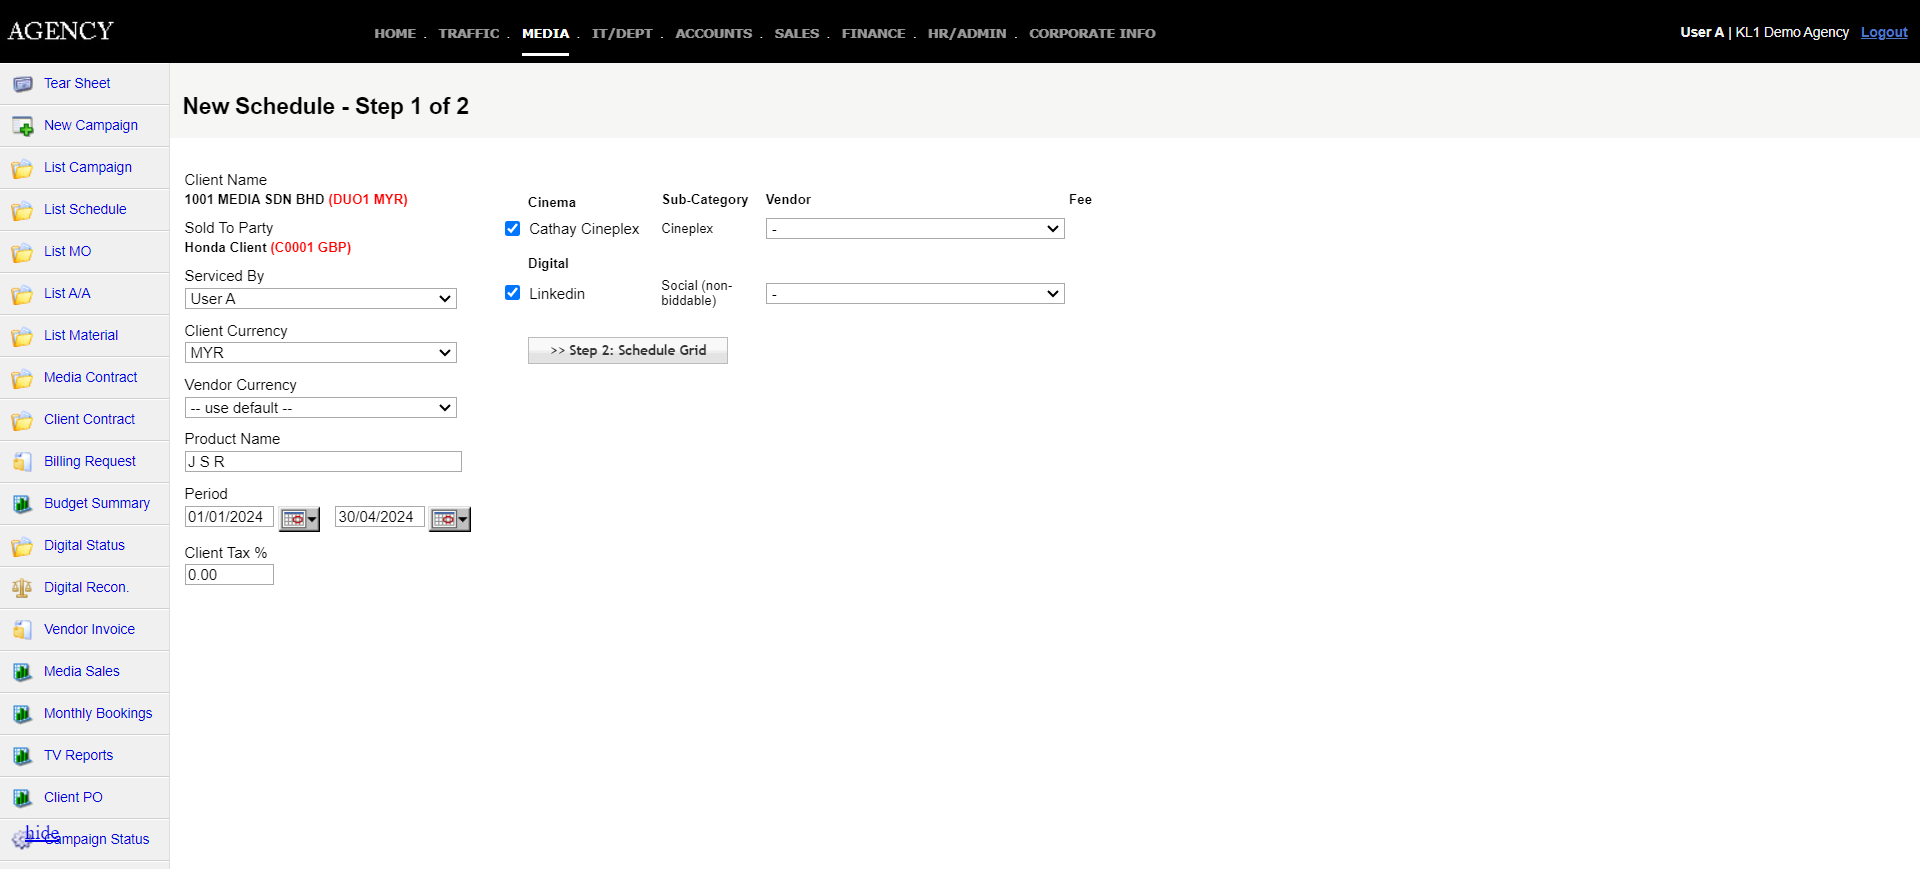 AGENCY
HOME . TRAFFIC . MEDIA . IT/DEPT . ACCOUNTS . SALES . FINANCE . HR/ADMIN . CORPORATE INFO
User A | KL1 Demo Agency Logout
Tear Sheet
New Campaign
List Campaign
List Schedule
List MO
List A/A
List Material
Media Contract
Client Contract
Billing Request
Budget Summary
Digital Status
Digital Recon.
Vendor Invoice
Media Sales
Monthly Bookings
TV Reports
Client PO
hide
Campaign Status
New Schedule - Step 1 of 2
Client Name
1001 MEDIA SDN BHD (DUO1 MYR)
Sold To Party
Honda Client (C0001 GBP)
Serviced By
User A
Client Currency
MYR
Vendor Currency
-- use default --
Product Name
J S R
Period
01/01/2024 30/04/2024
Client Tax %
0.00
Cinema Sub-Category Vendor Fee
Cathay Cineplex Cineplex -
Digital
Linkedin Social (non-
biddable) -
>> Step 2: Schedule Grid